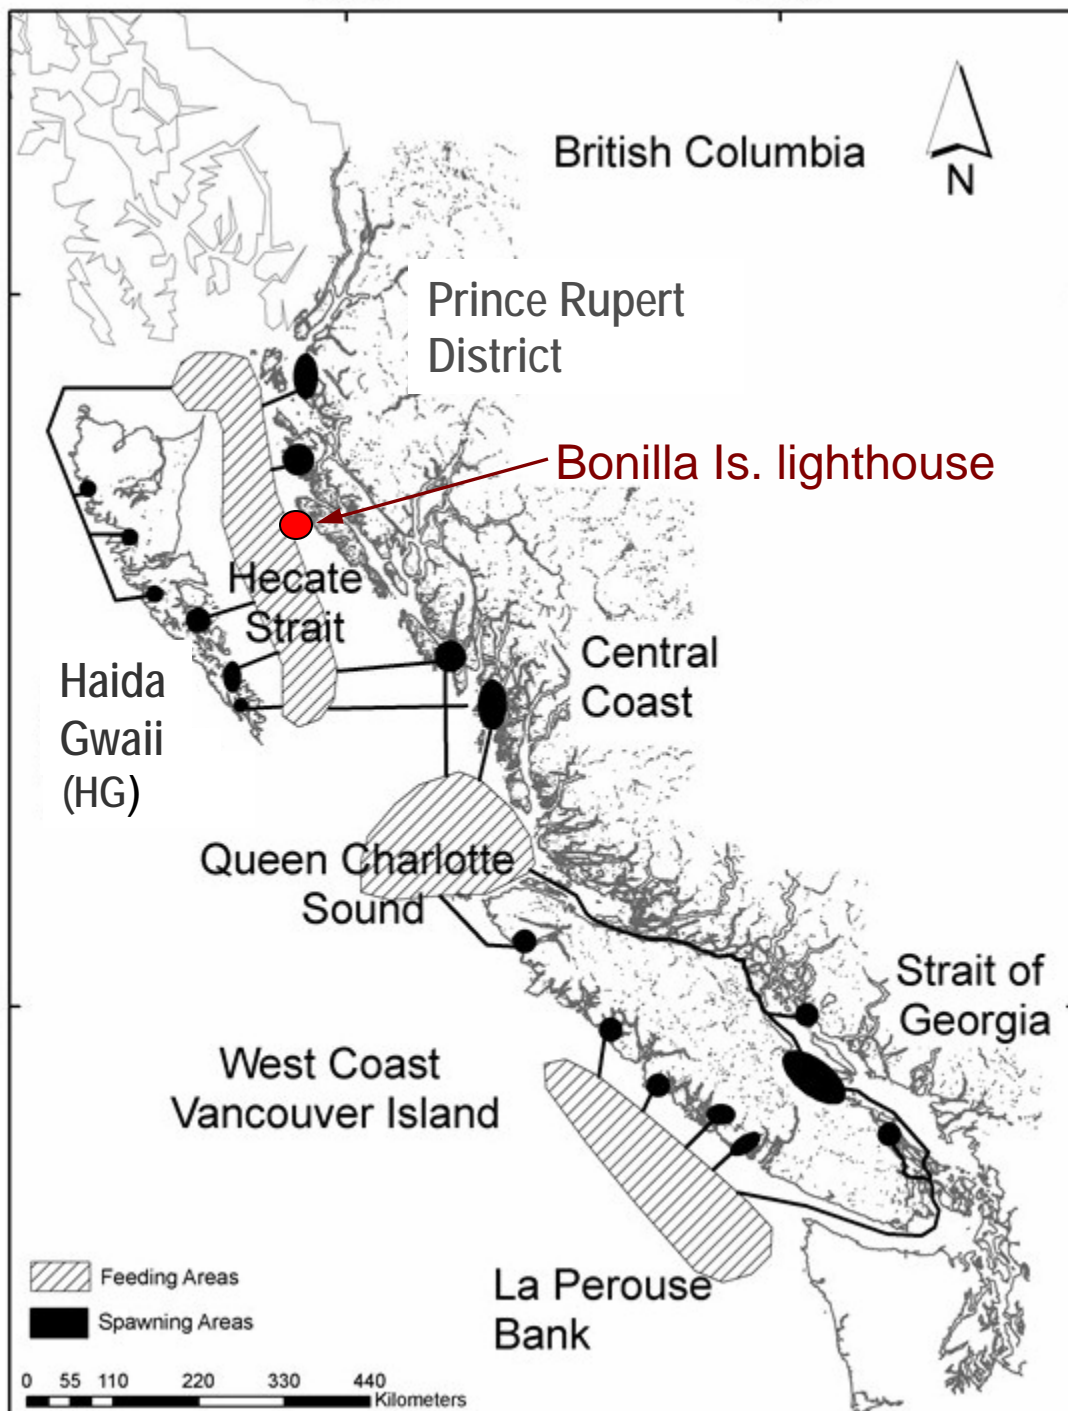 British Columbia
N
Prince Rupert
District
Bonilla Is. lighthouse
Hecate
Strait
Central
Coast
Haida
Gwaii
(HG)
Queen Charlotte
Sound
Strait of
Georgia
West Coast
Vancouver Island
La Perouse
Bank
Feeding Areas
Spawning Areas
0 55 110 220 330 440
Kilometers